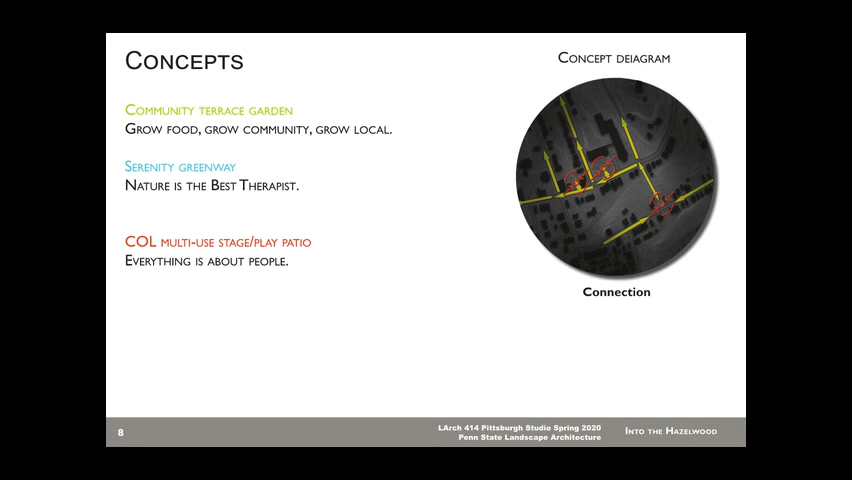 Concepts
Community terrace garden
Grow food, grow community, grow local.
Serenity greenway
Nature is the Best Therapist.
COL multi-use stage/play patio
Everything is about people.
Concept deiagram
Connection
8
LArch 414 Pittsburgh Studio Spring 2020
Penn State Landscape Architecture
Into the Hazelwood